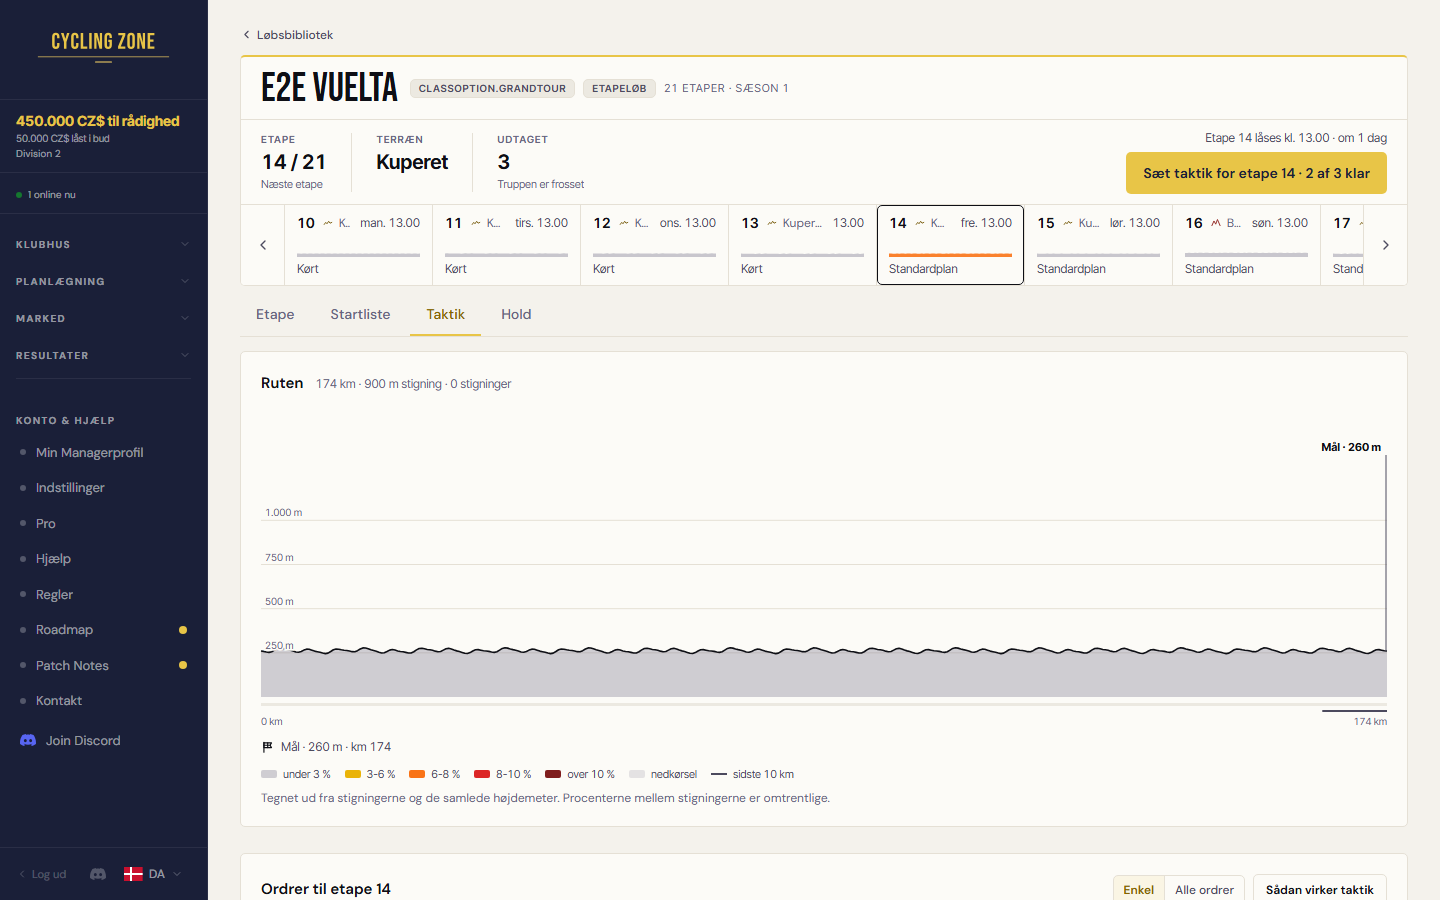 CYCLING ZONE
450.000 CZ$ til rådighed
50.000 CZ$ låst i bud
Division 2
1 online nu
KLUBHUS
PLANLÆGNING
MARKED
RESULTATER
KONTO & HJÆLP
Min Managerprofil
Indstillinger
Pro
Hjælp
Regler
Roadmap
Patch Notes
Kontakt
Join Discord
Log ud
DA
Løbsbibliotek
E2E VUELTA CLASSOPTION.GRANDTOUR ETAPELØB 21 ETAPER · SÆSON 1
ETAPE
14 / 21
Næste etape
TERRÆN
Kuperet
UDTAGET
3
Truppen er frosset
Etape 14 låses kl. 13.00 · om 1 dag
Sæt taktik for etape 14 · 2 af 3 klar
10 K… man. 13.00
Kørt
11 K… tirs. 13.00
Kørt
12 K… ons. 13.00
Kørt
13 Kuper… 13.00
Kørt
14 K… fre. 13.00
Standardplan
15 Ku… lør. 13.00
Standardplan
16 B… søn. 13.00
Standardplan
17
Stand
Etape Startliste Taktik Hold
Ruten 174 km · 900 m stigning · 0 stigninger
Mål · 260 m
1.000 m
750 m
500 m
250 m
0 km 174 km
Mål · 260 m · km 174
under 3 % 3-6 % 6-8 % 8-10 % over 10 % nedkørsel sidste 10 km
Tegnet ud fra stigningerne og de samlede højdemeter. Procenterne mellem stigningerne er omtrentlige.
Ordrer til etape 14 Enkel Alle ordrer Sådan virker taktik